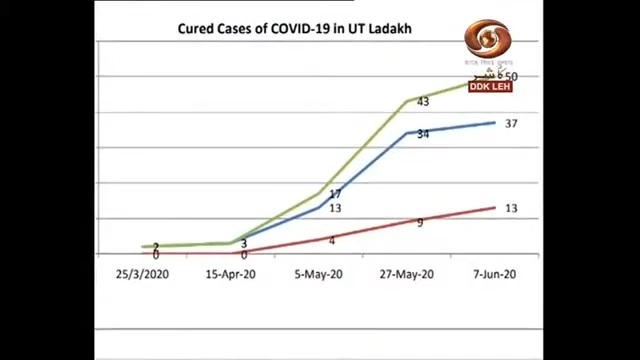 Cured Cases of COVID-19 in UT Ladakh
DDK LEH
50
43
37
34
17
13
13
9
4
3
2
0
0
25/3/2020
15-Apr-20
5-May-20
27-May-20
7-Jun-20